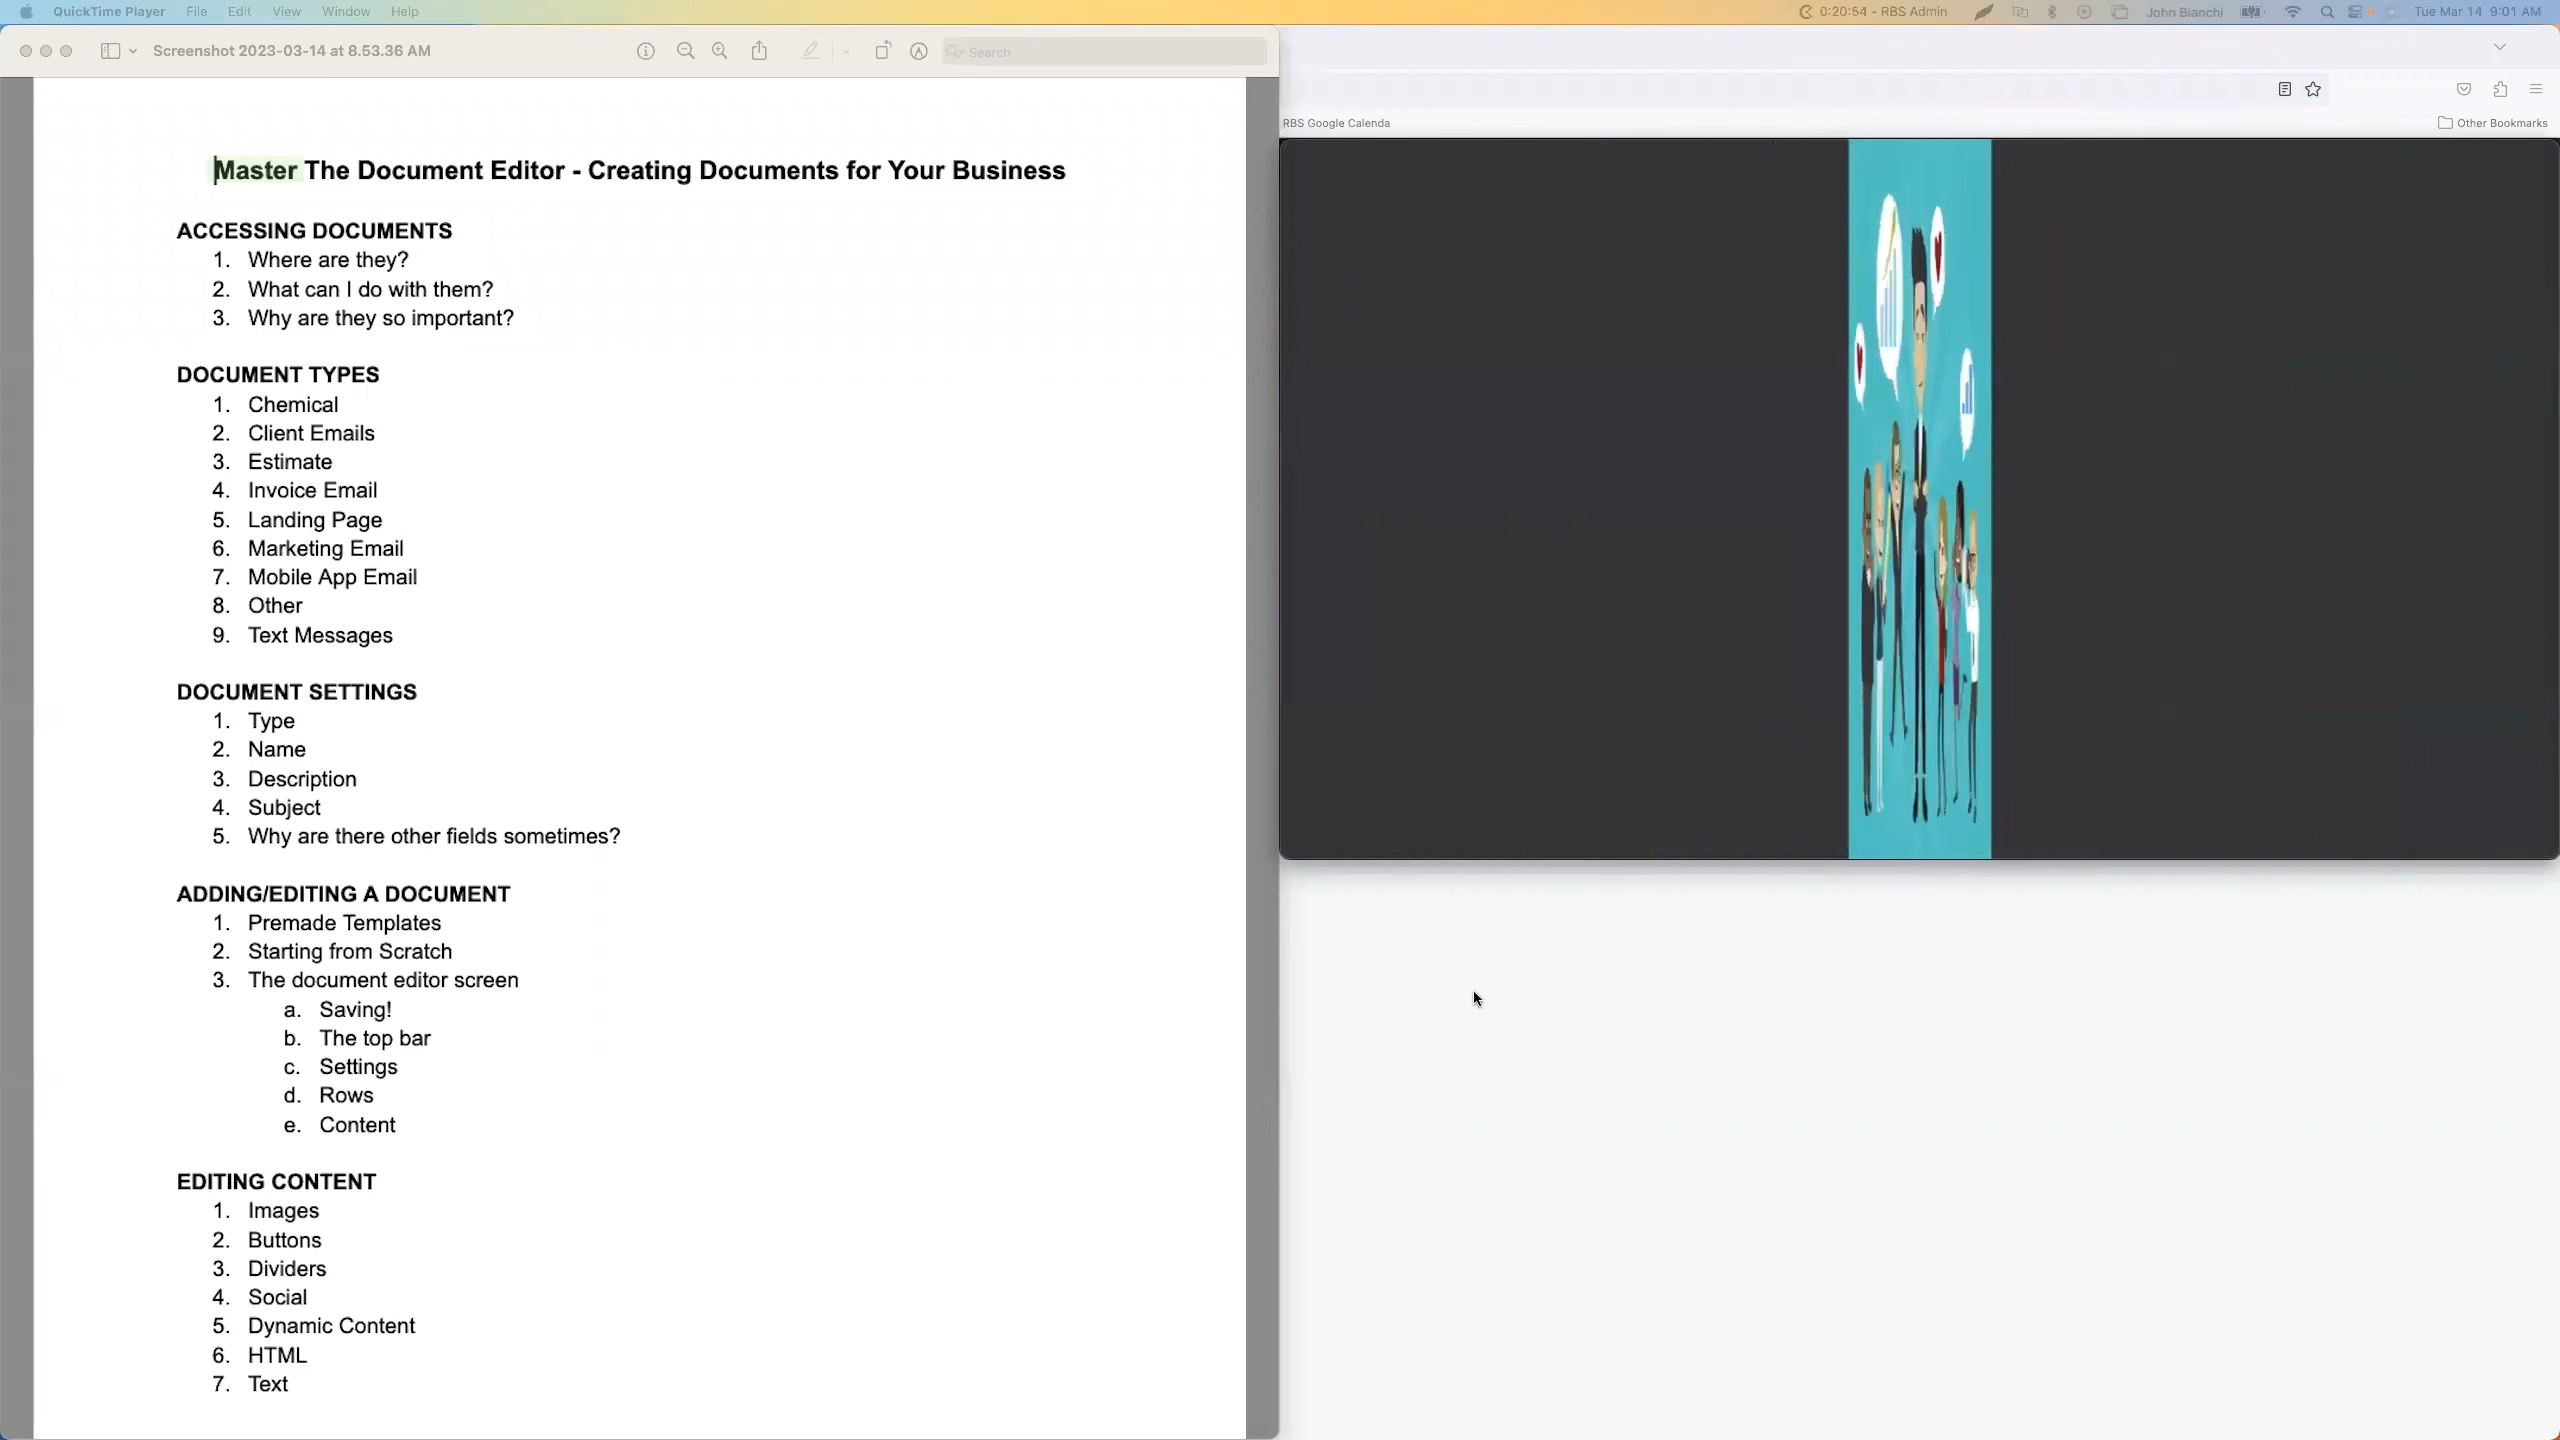 QuickTime Player File Edit View Window Help 0:20:54 - RBS Admin John Bianchi Tue Mar 14 9:01 AM
Screenshot 2023-03-14 at 8.53.36 AM Search
RBS Google Calenda Other Bookmarks
Master The Document Editor - Creating Documents for Your Business
ACCESSING DOCUMENTS
1. Where are they?
2. What can I do with them?
3. Why are they so important?
DOCUMENT TYPES
1. Chemical
2. Client Emails
3. Estimate
4. Invoice Email
5. Landing Page
6. Marketing Email
7. Mobile App Email
8. Other
9. Text Messages
DOCUMENT SETTINGS
1. Type
2. Name
3. Description
4. Subject
5. Why are there other fields sometimes?
ADDING/EDITING A DOCUMENT
1. Premade Templates
2. Starting from Scratch
3. The document editor screen
a. Saving!
b. The top bar
c. Settings
d. Rows
e. Content
EDITING CONTENT
1. Images
2. Buttons
3. Dividers
4. Social
5. Dynamic Content
6. HTML
7. Text